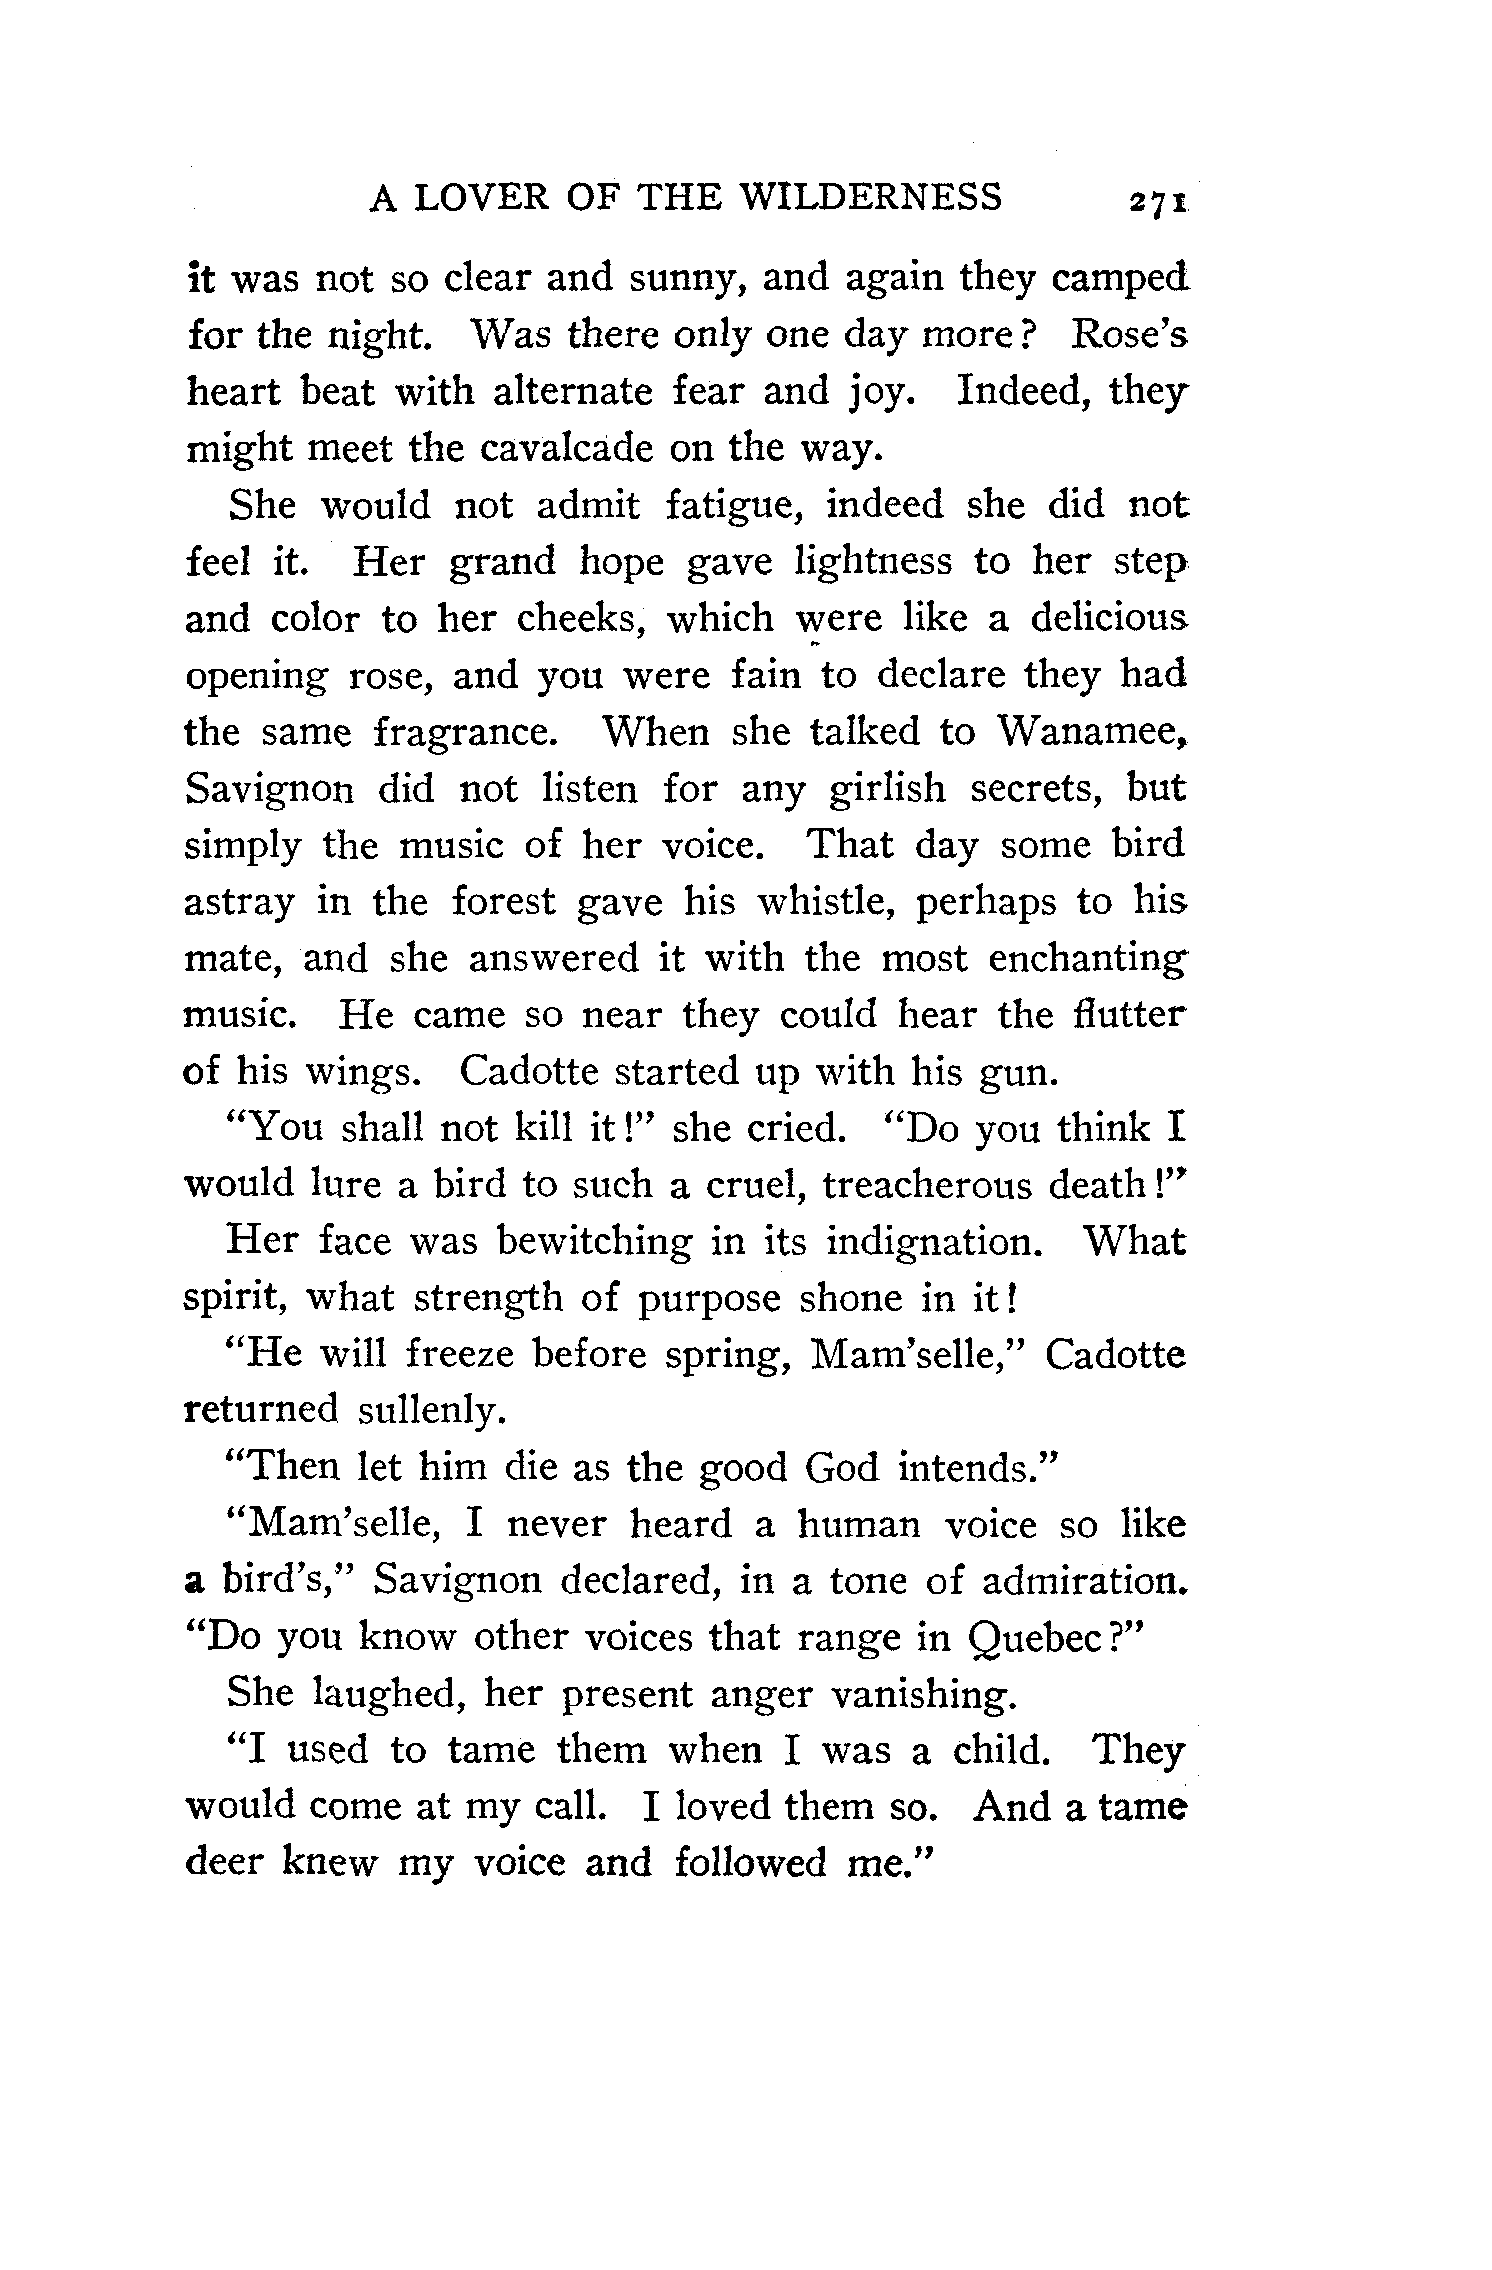 A LOVER OF THE WILDERNESS 271
it was not so clear and sunny, and again they camped
for the night. Was there only one day more? Rose's
heart beat with alternate fear and joy. Indeed, they
might meet the cavalcade on the way.
She would not admit fatigue, indeed she did not
feel it. Her grand hope gave lightness to her step
and color to her cheeks, which were like a delicious
opening rose, and you were fain to declare they had
the same fragrance. When she talked to Wanamee,
Savignon did not listen for any girlish secrets, but
simply the music of her voice. That day some bird
astray in the forest gave his whistle, perhaps to his
mate, and she answered it with the most enchanting
music. He came so near they could hear the flutter
of his wings. Cadotte started up with his gun.
"You shall not kill it!" she cried. "Do you think I
would lure a bird to such a cruel, treacherous death!"
Her face was bewitching in its indignation. What
spirit, what strength of purpose shone in it!
"He will freeze before spring, Mam'selle," Cadotte
returned sullenly.
"Then let him die as the good God intends."
"Mam'selle, I never heard a human voice so like
a bird's," Savignon declared, in a tone of admiration.
"Do you know other voices that range in Quebec?"
She laughed, her present anger vanishing.
"I used to tame them when I was a child. They
would come at my call. I loved them so. And a tame
deer knew my voice and followed me."